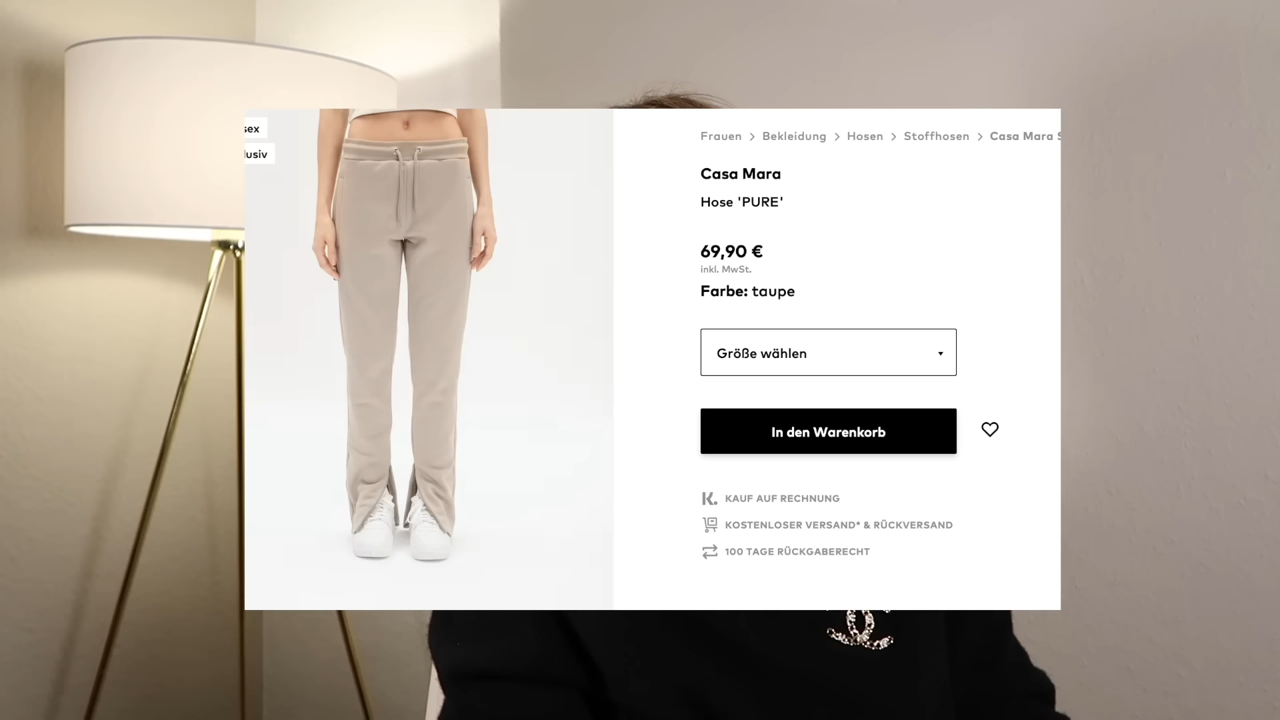 sex
lusiv
Frauen > Bekleidung > Hosen > Stoffhosen > Casa Mara S
Casa Mara
Hose 'PURE'
69,90 €
inkl. MwSt.
Farbe: taupe
Größe wählen
In den Warenkorb
K. KAUF AUF RECHNUNG
KOSTENLOSER VERSAND* & RÜCKVERSAND
100 TAGE RÜCKGABERECHT